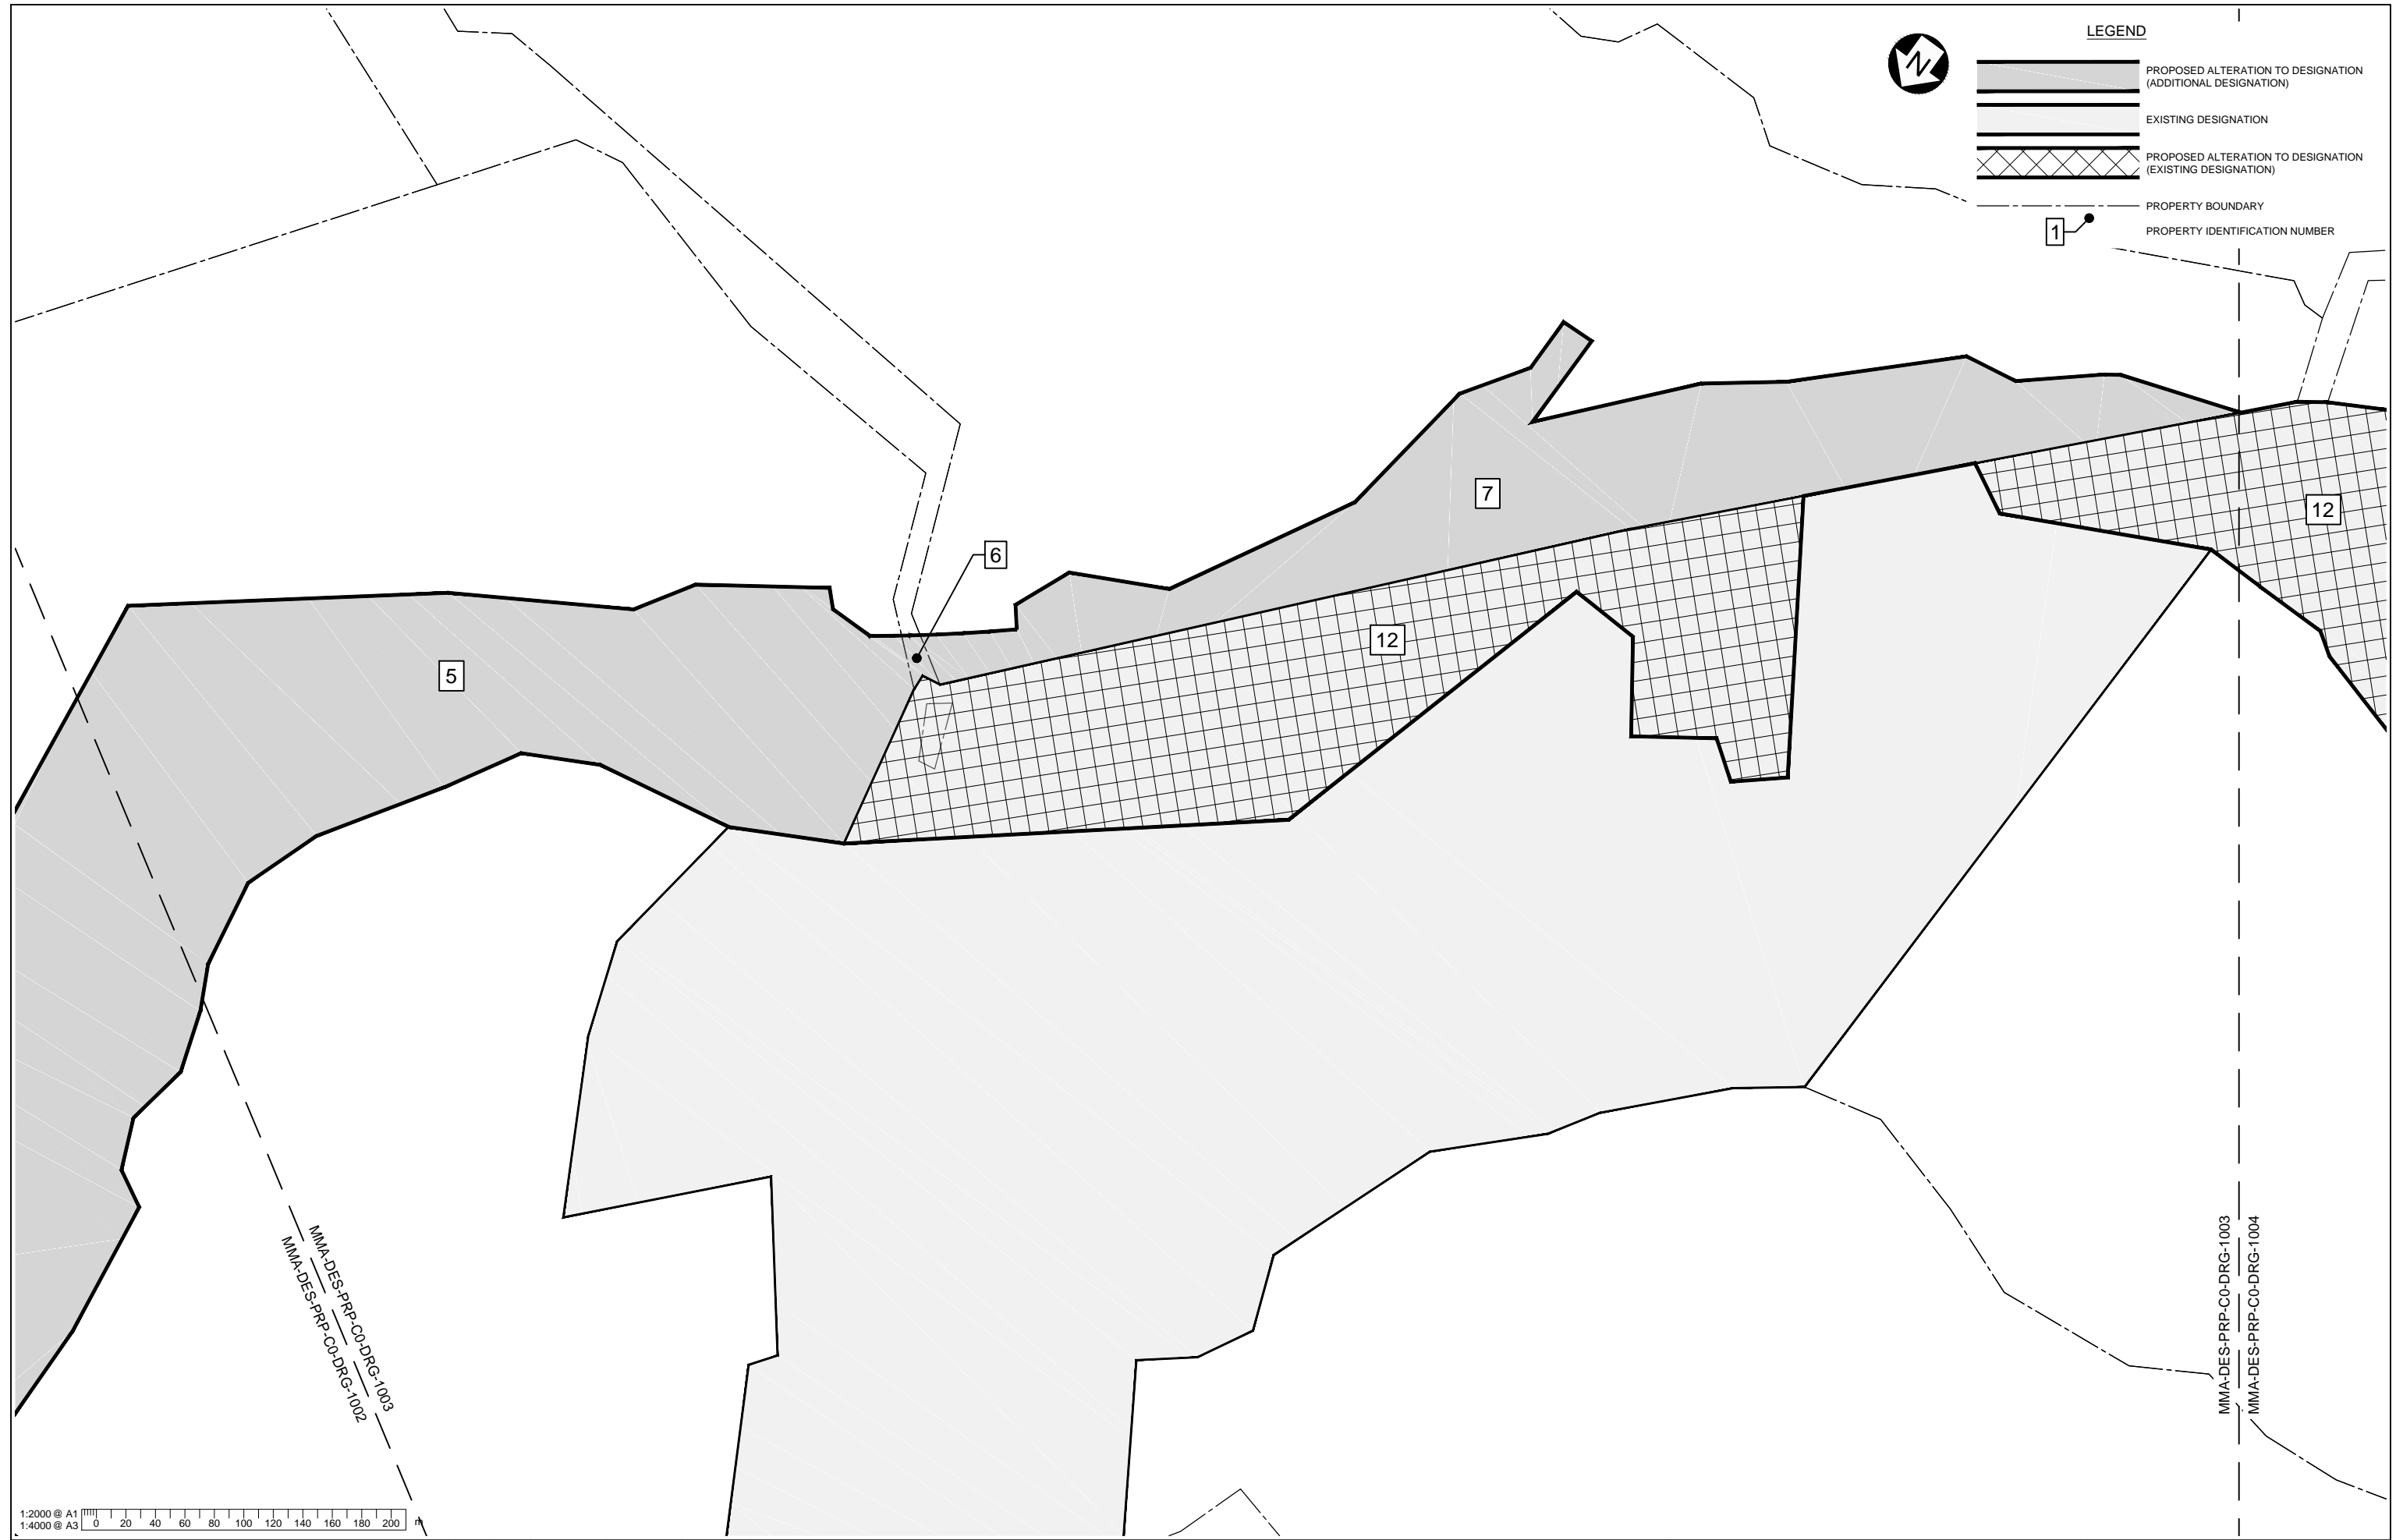 LEGEND
N
PROPOSED ALTERATION TO DESIGNATION
(ADDITIONAL DESIGNATION)
EXISTING DESIGNATION
PROPOSED ALTERATION TO DESIGNATION
(EXISTING DESIGNATION)
PROPERTY BOUNDARY
1
PROPERTY IDENTIFICATION NUMBER
7
12
6
12
5
MMA-DES-PRP-C0-DRG-1003
MMA-DES-PRP-C0-DRG-1002
MMA-DES-PRP-C0-DRG-1003
MMA-DES-PRP-C0-DRG-1004
1:2000 @ A1
1:4000 @ A3
0 20 40 60 80 100 120 140 160 180 200 m